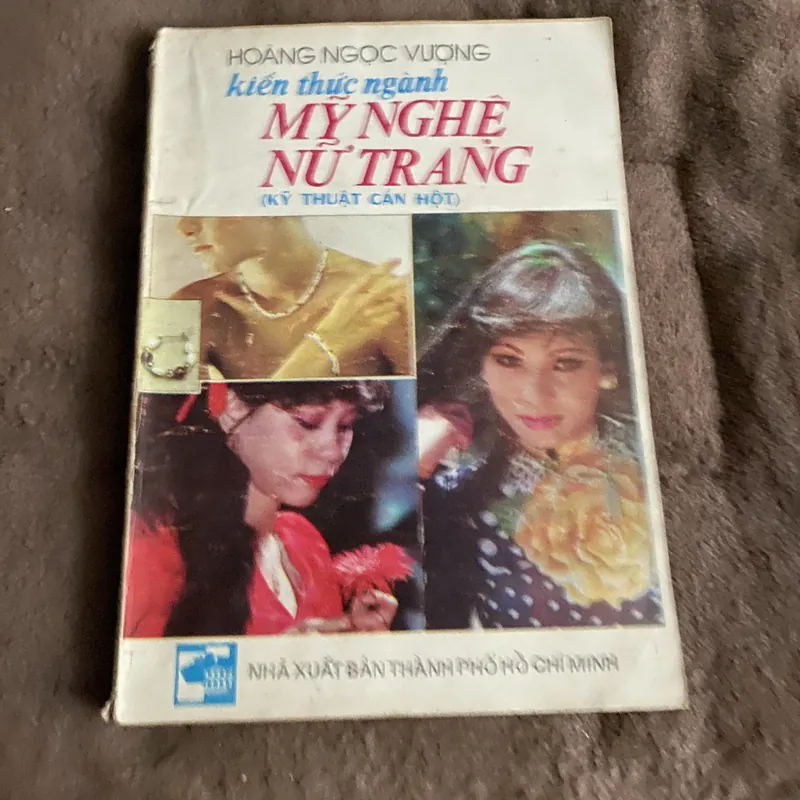 HOÀNG NGỌC VƯỢNG
kiến thức ngành
MỸ NGHỆ
NỮ TRANG
(KỸ THUẬT CẨN HỘT)
NHÀ XUẤT BẢN THÀNH PHỐ HỒ CHÍ MINH